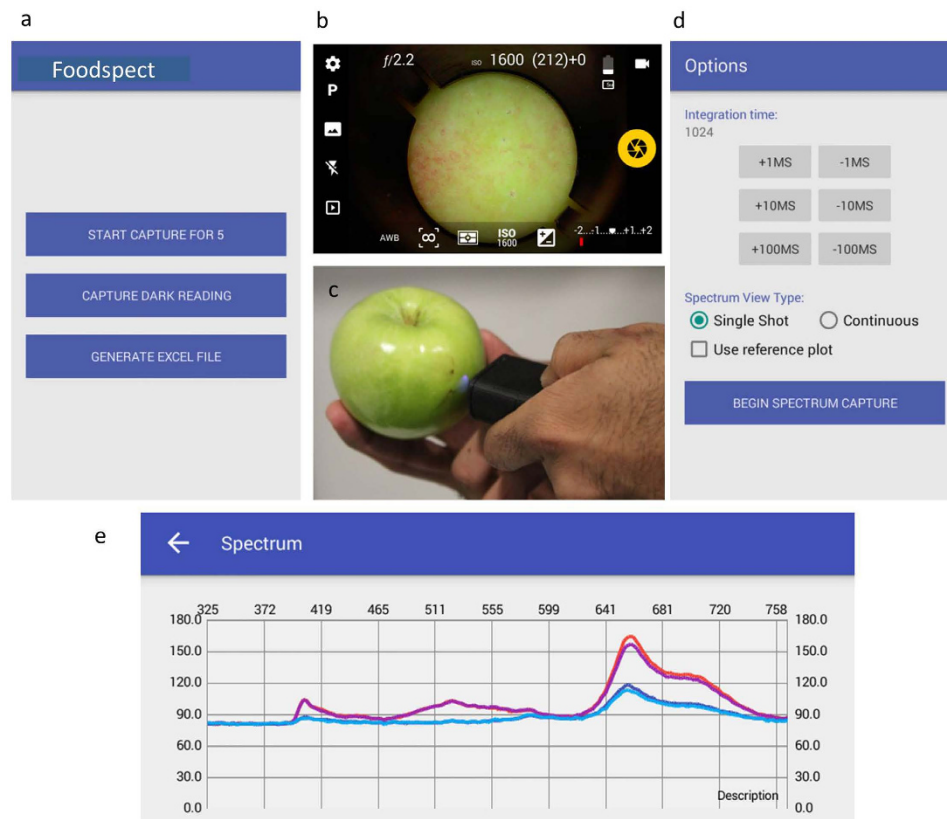 a
Foodspect
START CAPTURE FOR 5
CAPTURE DARK READING
GENERATE EXCEL FILE
b
f/2.2 ISO 1600 (212)+0
P
AWB
ISO
1600
-2...-1...♥...+1...+2
c
d
Options
Integration time:
1024
+1MS -1MS
+10MS -10MS
+100MS -100MS
Spectrum View Type:
Single Shot Continuous
Use reference plot
BEGIN SPECTRUM CAPTURE
e
Spectrum
325 372 419 465 511 555 599 641 681 720 758
180.0 180.0
150.0 150.0
120.0 120.0
90.0 90.0
60.0 60.0
30.0 30.0
Description
0.0 0.0